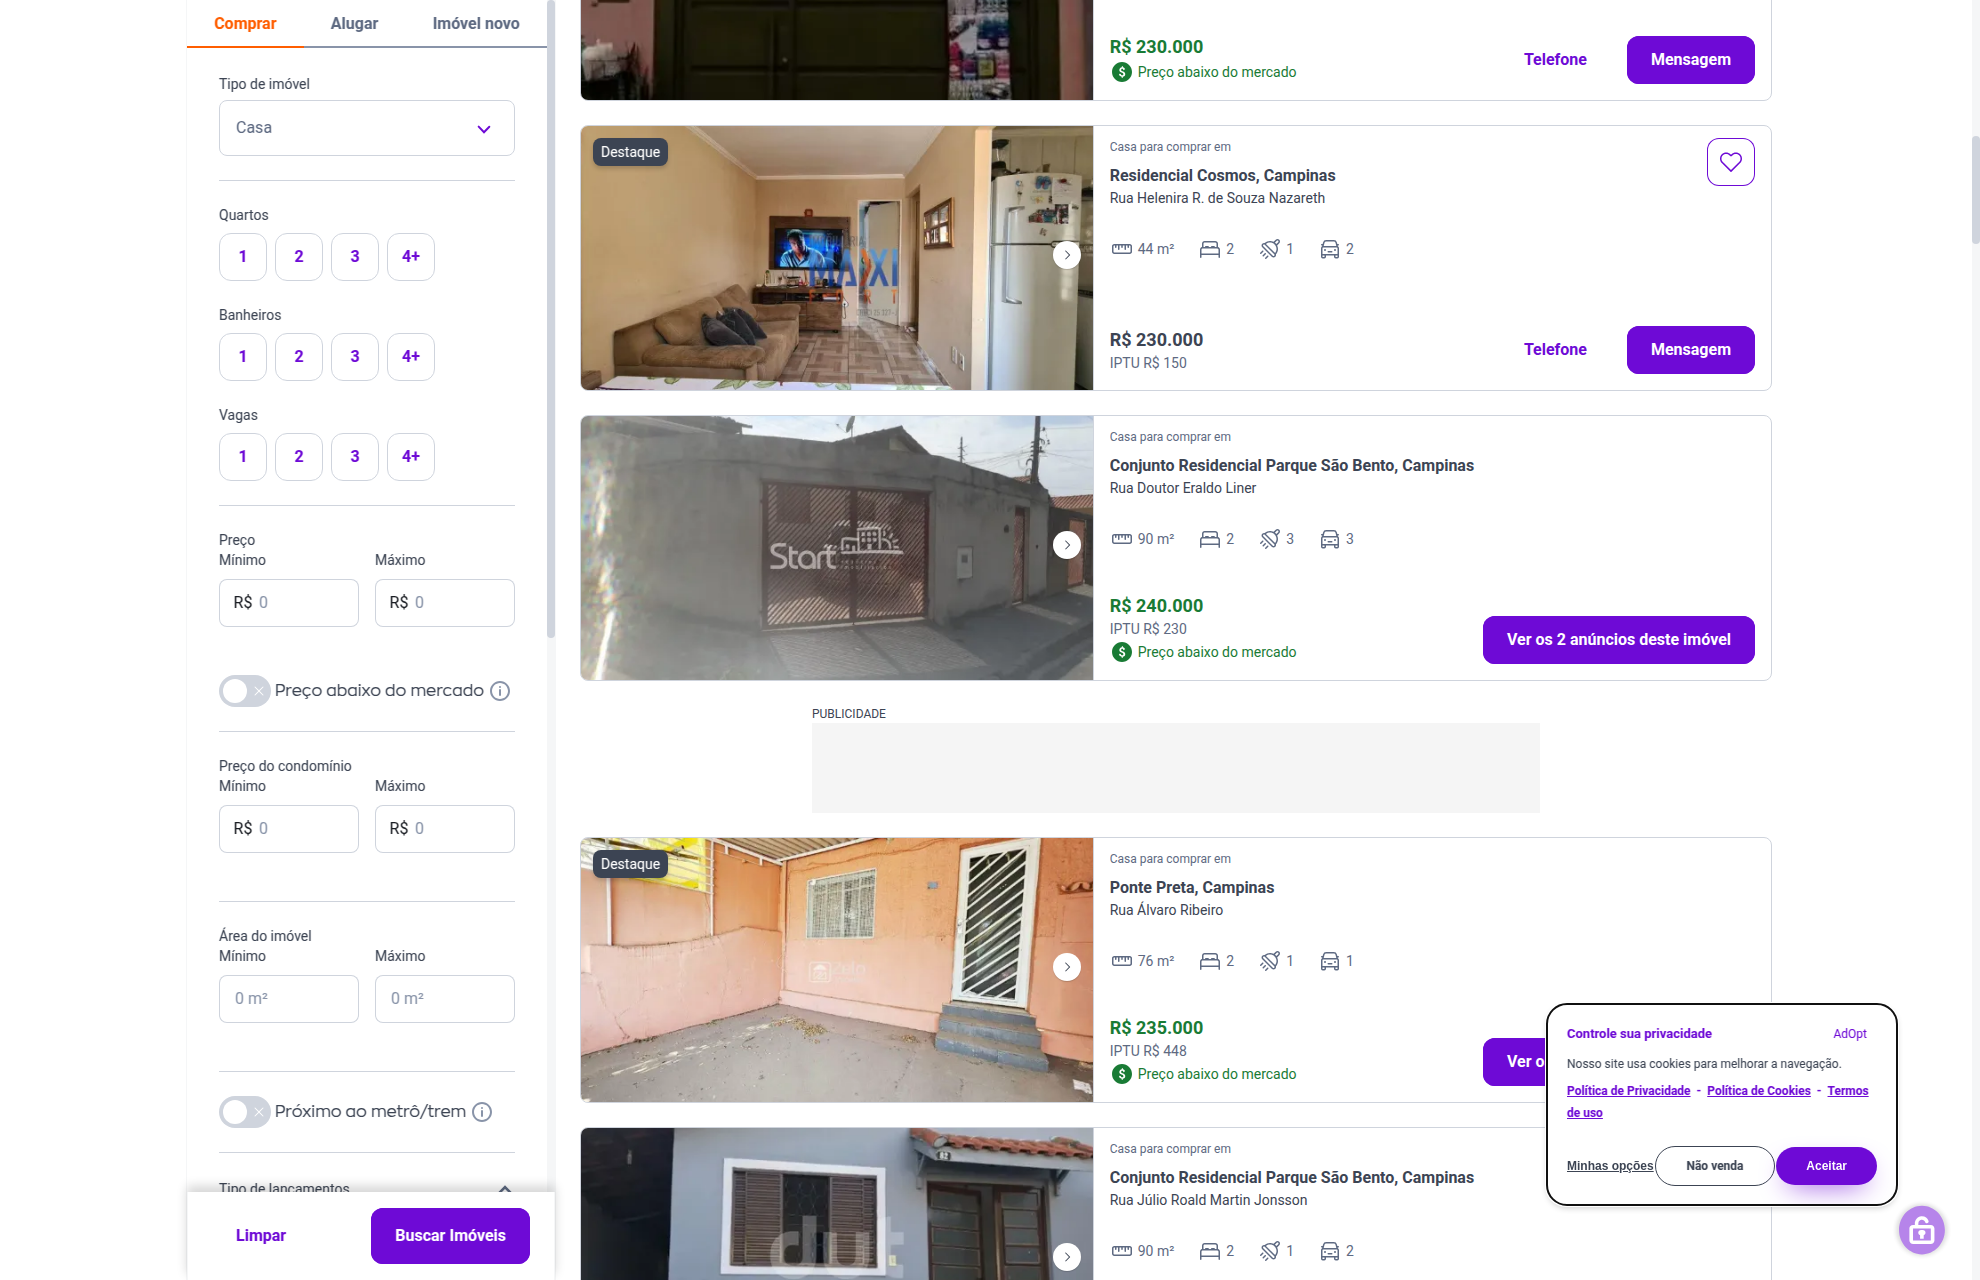 Comprar
Alugar
Imóvel novo
Tipo de imóvel
Casa
Quartos
1
2
3
4+
Banheiros
1
2
3
4+
Vagas
1
2
3
4+
Preço
Mínimo
Máximo
R$ 0
R$ 0
Preço abaixo do mercado
Preço do condomínio
Mínimo
Máximo
R$ 0
R$ 0
Área do imóvel
Mínimo
Máximo
0 m²
0 m²
Próximo ao metrô/trem
Tipo de lançamentos
Limpar
Buscar Imóveis
R$ 230.000
Preço abaixo do mercado
Telefone
Mensagem
Destaque
MAIXI
Casa para comprar em
Residencial Cosmos, Campinas
Rua Helenira R. de Souza Nazareth
44 m²
2
1
2
R$ 230.000
IPTU R$ 150
Telefone
Mensagem
Start
Casa para comprar em
Conjunto Residencial Parque São Bento, Campinas
Rua Doutor Eraldo Liner
90 m²
2
3
3
R$ 240.000
IPTU R$ 230
Preço abaixo do mercado
Ver os 2 anúncios deste imóvel
PUBLICIDADE
Destaque
Casa para comprar em
Ponte Preta, Campinas
Rua Álvaro Ribeiro
76 m²
2
1
1
R$ 235.000
IPTU R$ 448
Preço abaixo do mercado
Ver o
Casa para comprar em
Conjunto Residencial Parque São Bento, Campinas
Rua Júlio Roald Martin Jonsson
90 m²
2
1
2
Controle sua privacidade
AdOpt
Nosso site usa cookies para melhorar a navegação.
Política de Privacidade - Política de Cookies - Termos
de uso
Minhas opções
Não venda
Aceitar